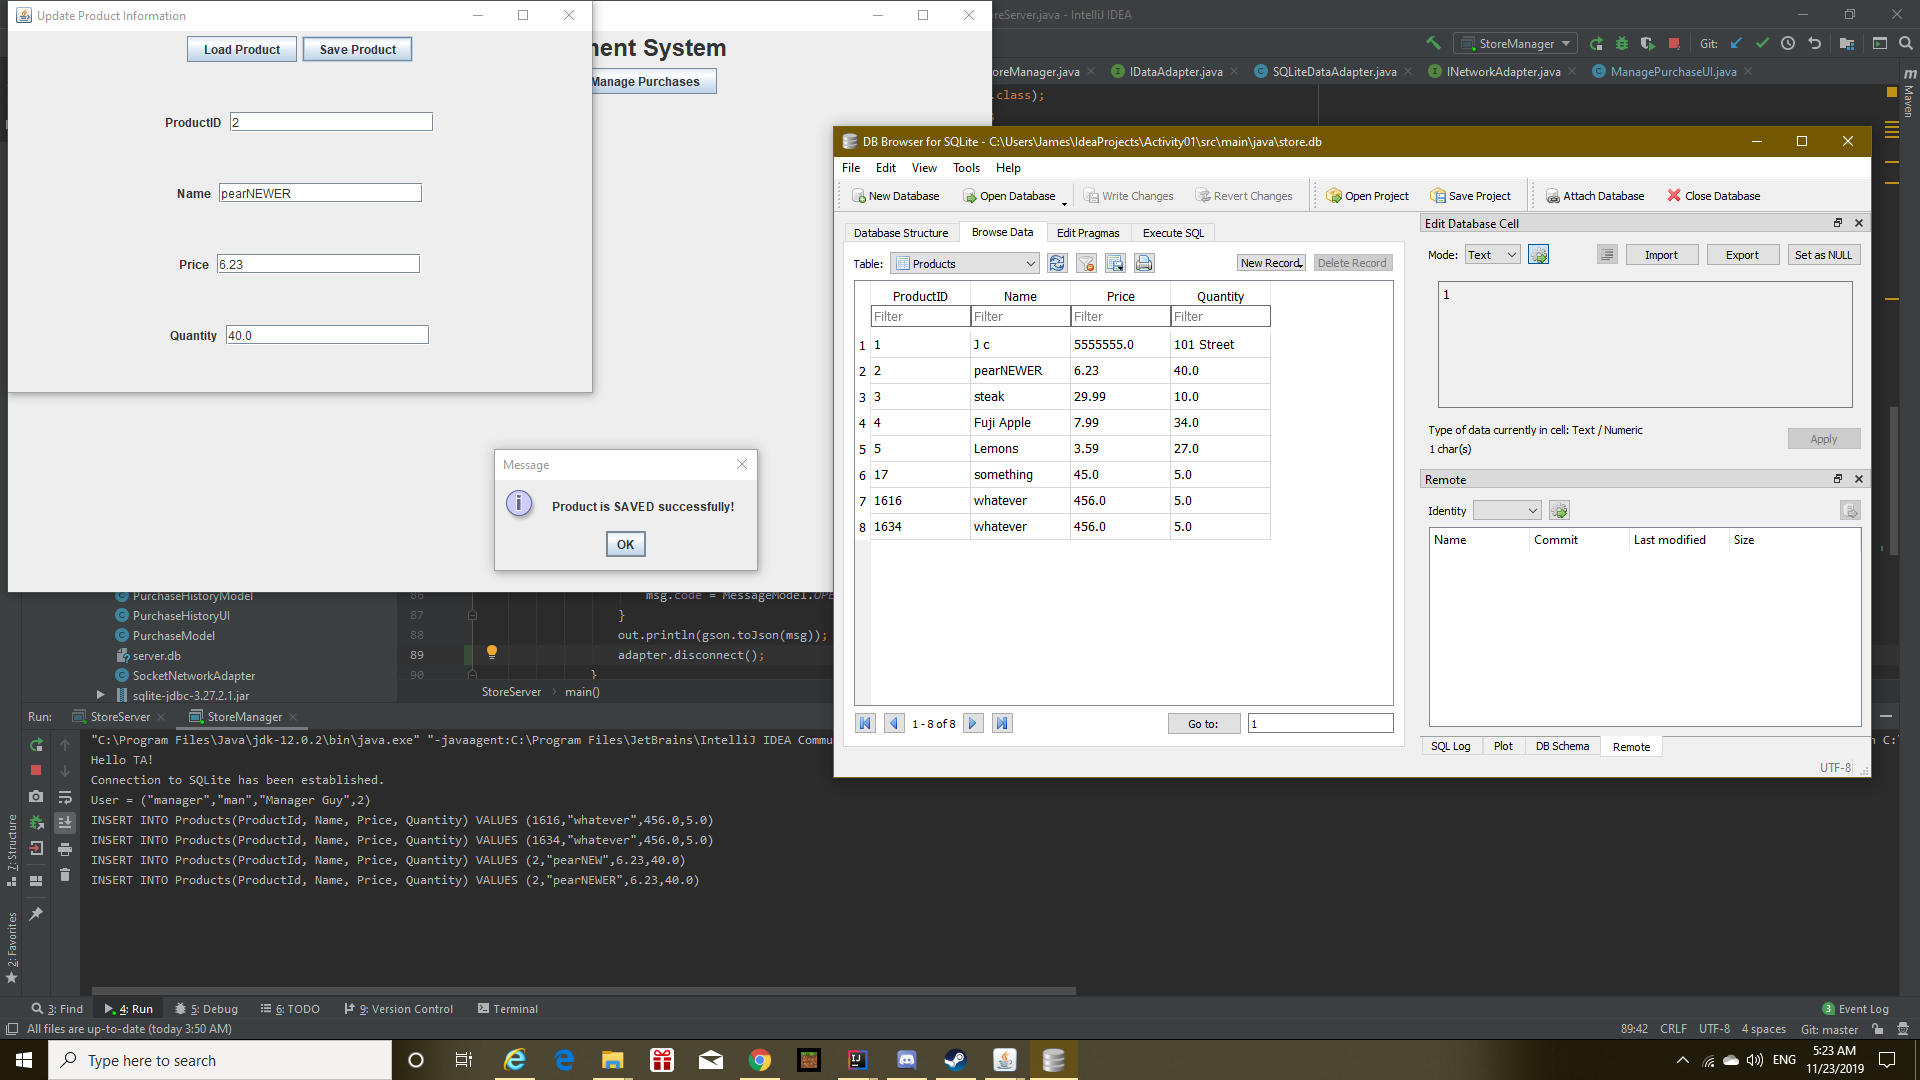 Update Product Information
Load Product
Save Product
ProductID 2
Name pearNEWER
Price 6.23
Quantity 40.0
ment System
Manage Purchases
Message
Product is SAVED successfully!
OK
StoreServer.java - IntelliJ IDEA
StoreManager
Git:
StoreManager.java
IDataAdapter.java
SQLiteDataAdapter.java
INetworkAdapter.java
ManagePurchaseUI.java
.class);
Maven
DB Browser for SQLite - C:\Users\James\IdeaProjects\Activity01\src\main\java\store.db
File Edit View Tools Help
New Database Open Database Write Changes Revert Changes Open Project Save Project Attach Database Close Database
Database Structure Browse Data Edit Pragmas Execute SQL
Table: Products New Record Delete Record
ProductID Name Price Quantity
Filter Filter Filter Filter
1 1 J c 5555555.0 101 Street
2 2 pearNEWER 6.23 40.0
3 3 steak 29.99 10.0
4 4 Fuji Apple 7.99 34.0
5 5 Lemons 3.59 27.0
6 17 something 45.0 5.0
7 1616 whatever 456.0 5.0
8 1634 whatever 456.0 5.0
1 - 8 of 8 Go to: 1
Edit Database Cell
Mode: Text Import Export Set as NULL
1
Type of data currently in cell: Text / Numeric
1 char(s)
Apply
Remote
Identity
Name Commit Last modified Size
SQL Log Plot DB Schema Remote
UTF-8
PurchaseHistoryModel
PurchaseHistoryUI
PurchaseModel
server.db
SocketNetworkAdapter
sqlite-jdbc-3.27.2.1.jar
86 msg.code = MessageModel.OPE
87 }
88 out.println(gson.toJson(msg));
89 adapter.disconnect();
90 }
StoreServer main()
Run: StoreServer StoreManager
"C:\Program Files\Java\jdk-12.0.2\bin\java.exe" "-javaagent:C:\Program Files\JetBrains\IntelliJ IDEA Commu
Hello TA!
Connection to SQLite has been established.
User = ("manager","man","Manager Guy",2)
INSERT INTO Products(ProductId, Name, Price, Quantity) VALUES (1616,"whatever",456.0,5.0)
INSERT INTO Products(ProductId, Name, Price, Quantity) VALUES (1634,"whatever",456.0,5.0)
INSERT INTO Products(ProductId, Name, Price, Quantity) VALUES (2,"pearNEW",6.23,40.0)
INSERT INTO Products(ProductId, Name, Price, Quantity) VALUES (2,"pearNEWER",6.23,40.0)
7: Structure
2: Favorites
3: Find 4: Run 5: Debug 6: TODO 9: Version Control Terminal 3 Event Log
All files are up-to-date (today 3:50 AM) 89:42 CRLF UTF-8 4 spaces Git: master
Type here to search
ENG
5:23 AM
11/23/2019